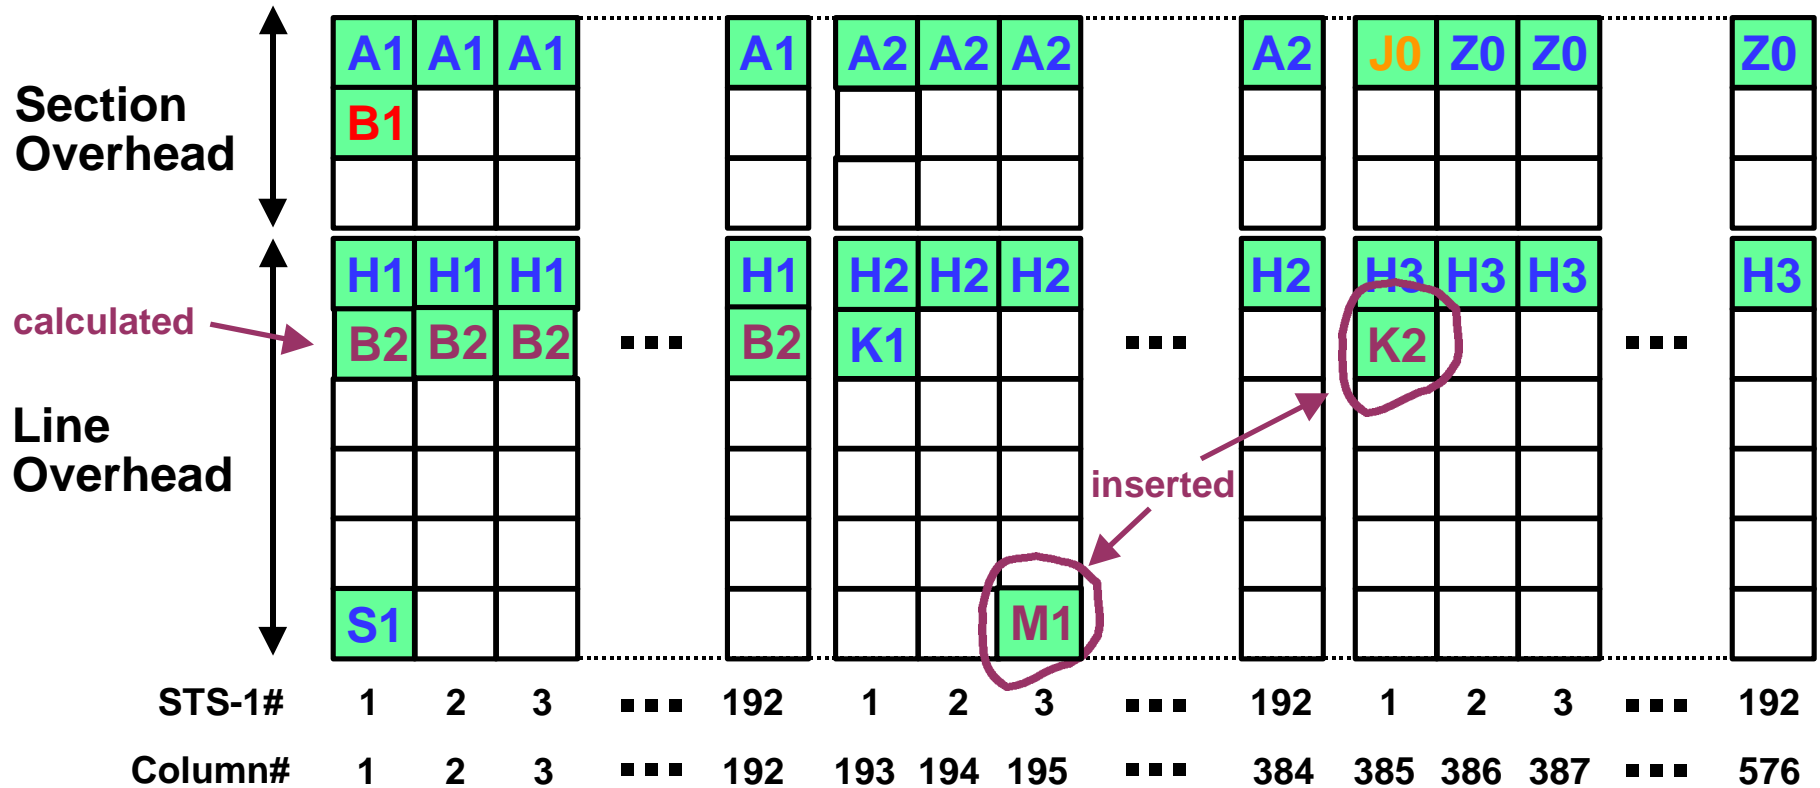 A1 A1 A1 A1 A2 A2 A2 A2 J0 Z0 Z0 Z0
Section
Overhead
B1
H1 H1 H1 H1 H2 H2 H2 H2 H3 H3 H3 H3
calculated
B2 B2 B2 B2 K1 K2
Line
Overhead
inserted
S1 M1
STS-1# 1 2 3 192 1 2 3 192 1 2 3 192
Column# 1 2 3 192 193 194 195 384 385 386 387 576